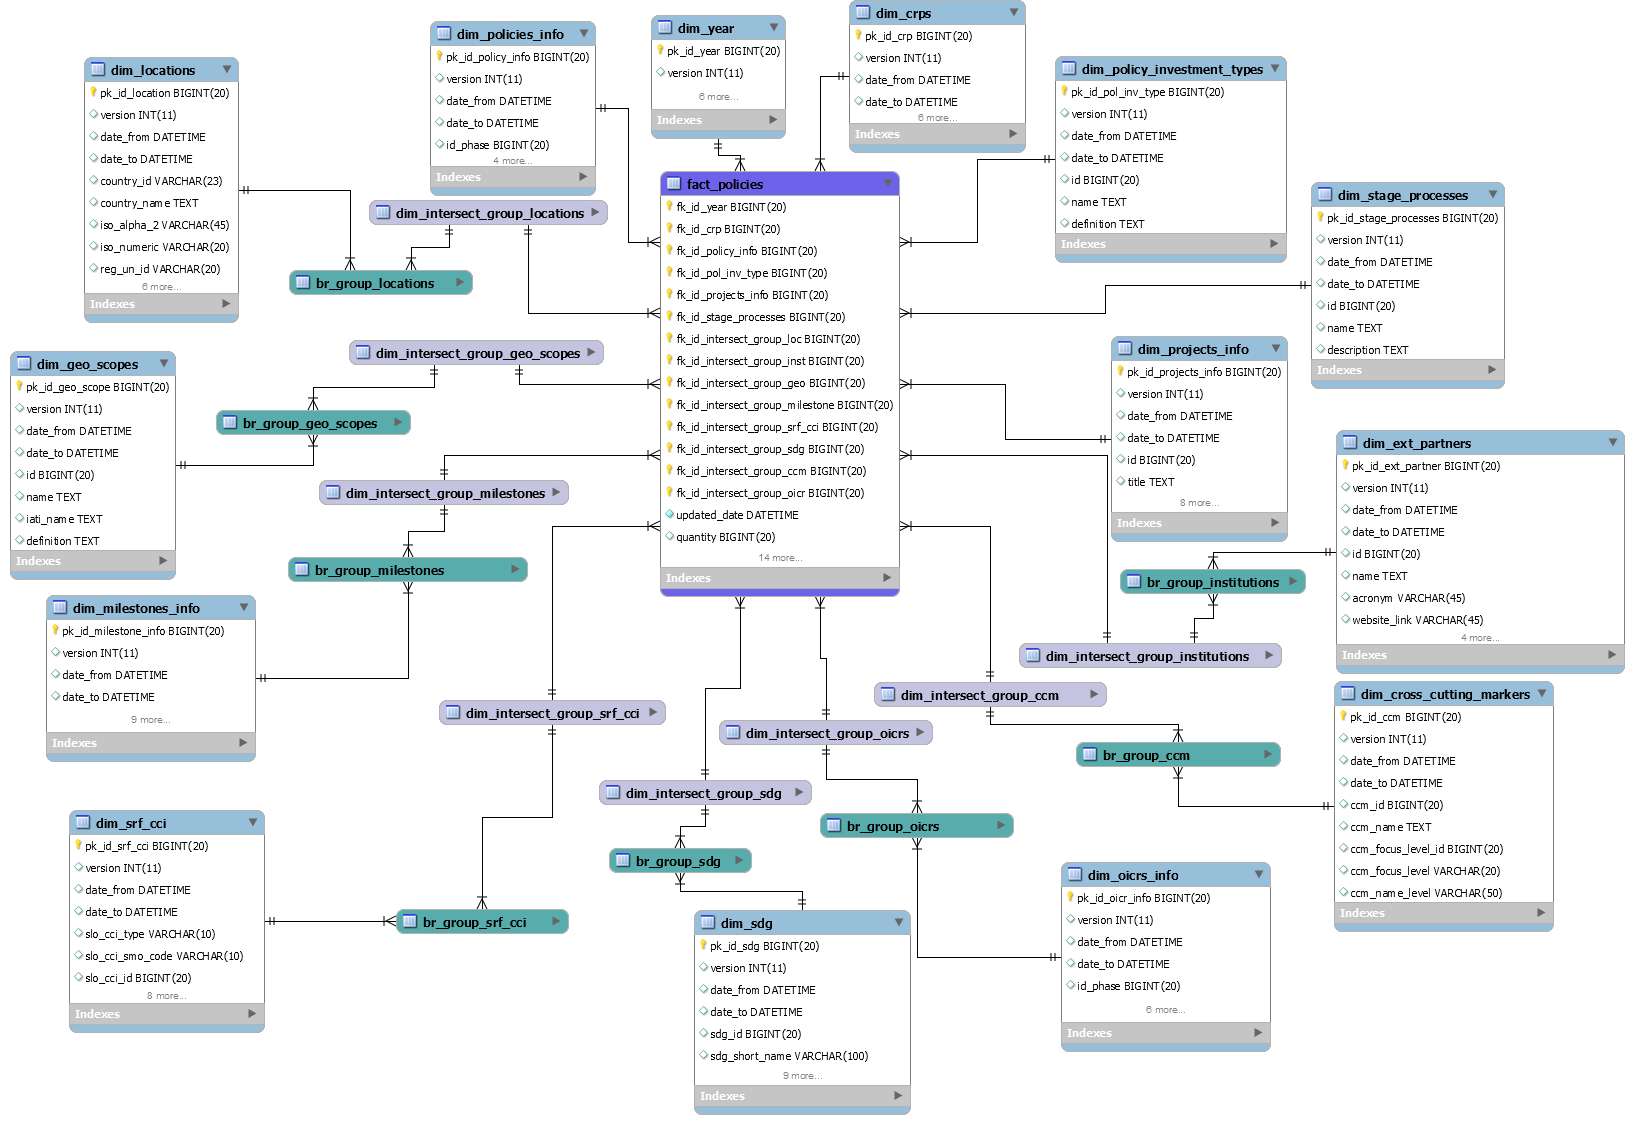 dim_locations
pk_id_location BIGINT(20)
version INT(11)
date_from DATETIME
date_to DATETIME
country_id VARCHAR(23)
country_name TEXT
iso_alpha_2 VARCHAR(45)
iso_numeric VARCHAR(20)
reg_un_id VARCHAR(20)
6 more...
Indexes
dim_policies_info
pk_id_policy_info BIGINT(20)
version INT(11)
date_from DATETIME
date_to DATETIME
id_phase BIGINT(20)
4 more...
Indexes
dim_year
pk_id_year BIGINT(20)
version INT(11)
6 more...
Indexes
dim_crps
pk_id_crp BIGINT(20)
version INT(11)
date_from DATETIME
date_to DATETIME
6 more...
Indexes
dim_policy_investment_types
pk_id_pol_inv_type BIGINT(20)
version INT(11)
date_from DATETIME
date_to DATETIME
id BIGINT(20)
name TEXT
definition TEXT
Indexes
dim_stage_processes
pk_id_stage_processes BIGINT(20)
version INT(11)
date_from DATETIME
date_to DATETIME
id BIGINT(20)
name TEXT
description TEXT
Indexes
dim_intersect_group_locations
br_group_locations
fact_policies
fk_id_year BIGINT(20)
fk_id_crp BIGINT(20)
fk_id_policy_info BIGINT(20)
fk_id_pol_inv_type BIGINT(20)
fk_id_projects_info BIGINT(20)
fk_id_stage_processes BIGINT(20)
fk_id_intersect_group_loc BIGINT(20)
fk_id_intersect_group_inst BIGINT(20)
fk_id_intersect_group_geo BIGINT(20)
fk_id_intersect_group_milestone BIGINT(20)
fk_id_intersect_group_srf_cci BIGINT(20)
fk_id_intersect_group_sdg BIGINT(20)
fk_id_intersect_group_ccm BIGINT(20)
fk_id_intersect_group_oicr BIGINT(20)
updated_date DATETIME
quantity BIGINT(20)
14 more...
Indexes
dim_geo_scopes
pk_id_geo_scope BIGINT(20)
version INT(11)
date_from DATETIME
date_to DATETIME
id BIGINT(20)
name TEXT
iati_name TEXT
definition TEXT
Indexes
dim_intersect_group_geo_scopes
br_group_geo_scopes
dim_intersect_group_milestones
br_group_milestones
dim_projects_info
pk_id_projects_info BIGINT(20)
version INT(11)
date_from DATETIME
date_to DATETIME
id BIGINT(20)
title TEXT
8 more...
Indexes
dim_ext_partners
pk_id_ext_partner BIGINT(20)
version INT(11)
date_from DATETIME
date_to DATETIME
id BIGINT(20)
name TEXT
acronym VARCHAR(45)
website_link VARCHAR(45)
4 more...
Indexes
br_group_institutions
dim_intersect_group_institutions
dim_milestones_info
pk_id_milestone_info BIGINT(20)
version INT(11)
date_from DATETIME
date_to DATETIME
9 more...
Indexes
dim_intersect_group_srf_cci
dim_intersect_group_ccm
dim_intersect_group_oicrs
br_group_ccm
dim_cross_cutting_markers
pk_id_ccm BIGINT(20)
version INT(11)
date_from DATETIME
date_to DATETIME
ccm_id BIGINT(20)
ccm_name TEXT
ccm_focus_level_id BIGINT(20)
ccm_focus_level VARCHAR(20)
ccm_name_level VARCHAR(50)
Indexes
dim_intersect_group_sdg
br_group_oicrs
br_group_sdg
dim_srf_cci
pk_id_srf_cci BIGINT(20)
version INT(11)
date_from DATETIME
date_to DATETIME
slo_cci_type VARCHAR(10)
slo_cci_smo_code VARCHAR(10)
slo_cci_id BIGINT(20)
8 more...
Indexes
br_group_srf_cci
dim_sdg
pk_id_sdg BIGINT(20)
version INT(11)
date_from DATETIME
date_to DATETIME
sdg_id BIGINT(20)
sdg_short_name VARCHAR(100)
9 more...
Indexes
dim_oicrs_info
pk_id_oicr_info BIGINT(20)
version INT(11)
date_from DATETIME
date_to DATETIME
id_phase BIGINT(20)
6 more...
Indexes